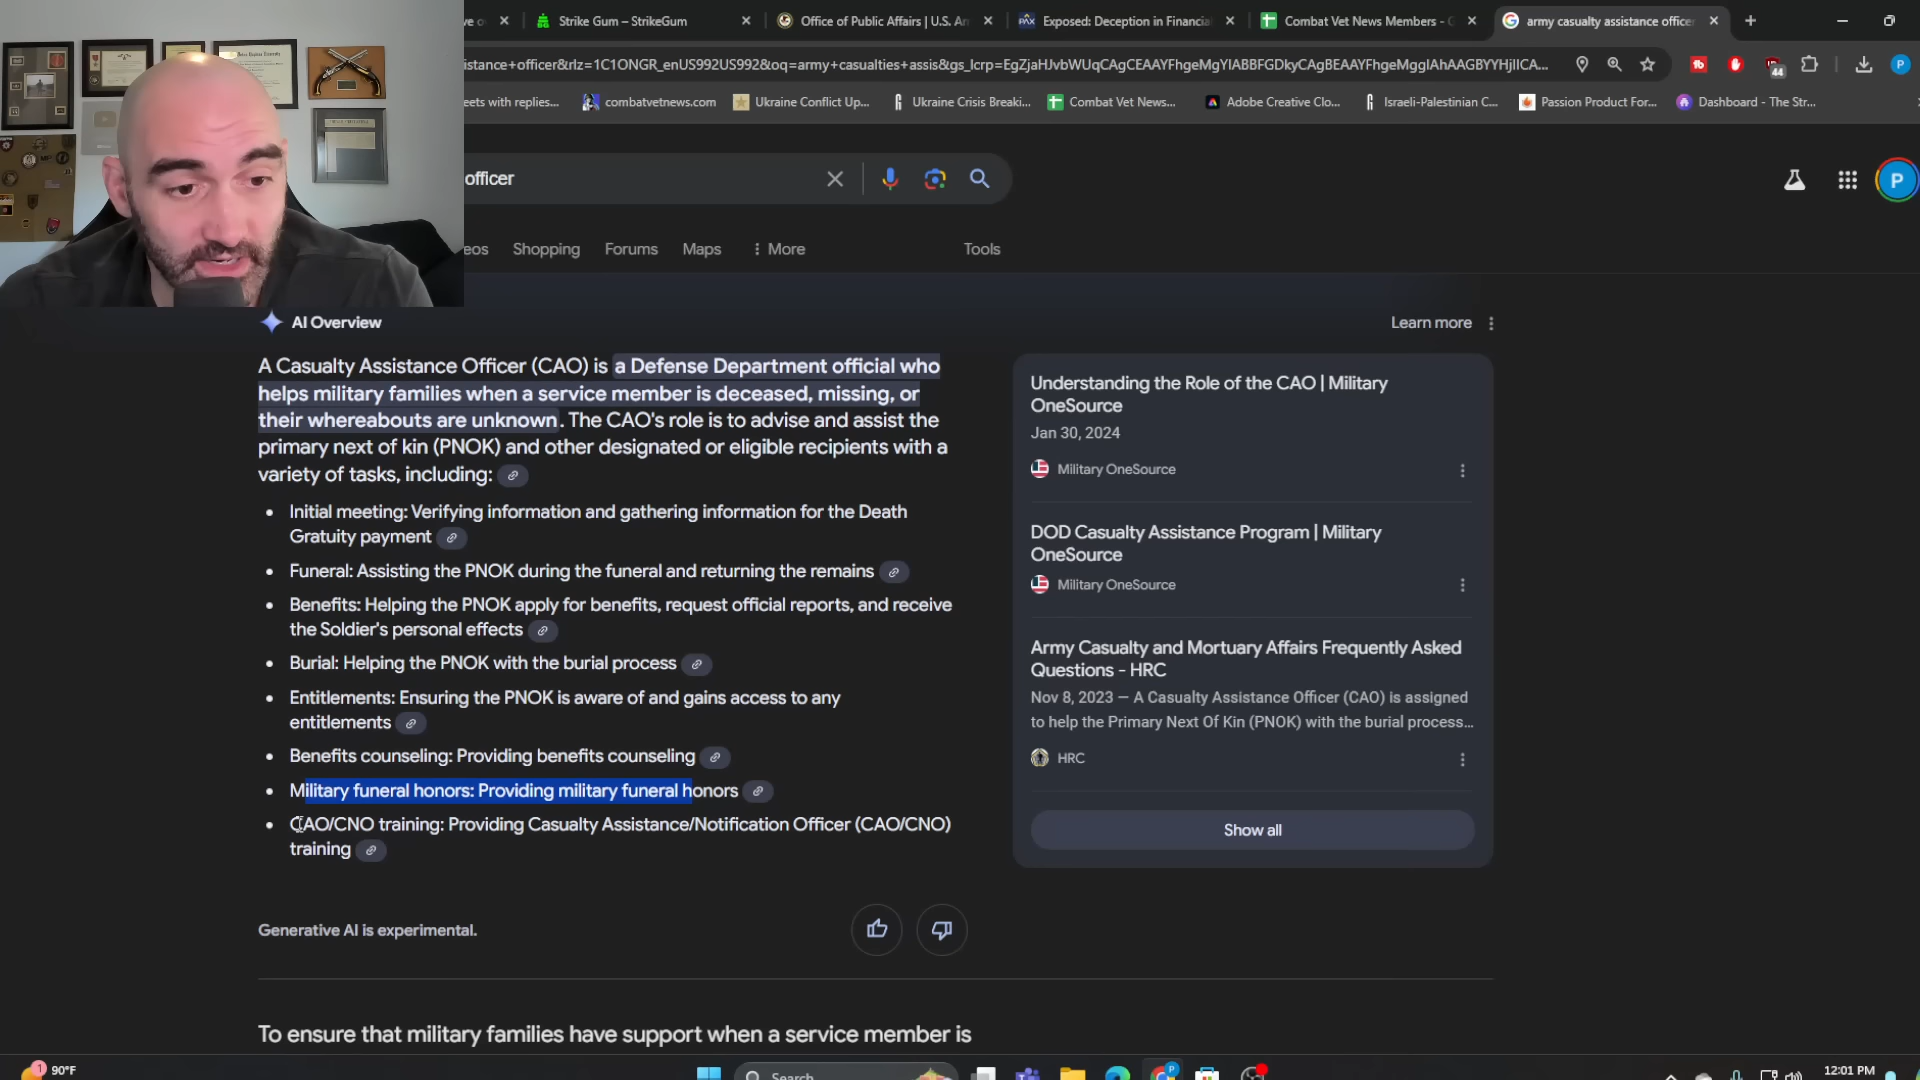 ve o
Strike Gum – StrikeGum
Office of Public Affairs | U.S. Ar
Exposed: Deception in Financia
Combat Vet News Members - G
army casualty assistance officer
istance+officer&rlz=1C1ONGR_enUS992US992&oq=army+casualties+assis&gs_lcrp=EgZjaHJvbWUqCAgCEAAYFhgeMgYIABBFGDkyCAgBEAAYFhgeMggIAhAAGBYYHjIICA...
44
P
eets with replies...
combatvetnews.com
Ukraine Conflict Up...
Ukraine Crisis Breaki...
Combat Vet News...
Adobe Creative Clo...
Israeli-Palestinian C...
Passion Product For...
Dashboard - The Str...
officer
P
eos
Shopping
Forums
Maps
More
Tools
AI Overview
Learn more
A Casualty Assistance Officer (CAO) is a Defense Department official who
helps military families when a service member is deceased, missing, or
their whereabouts are unknown. The CAO's role is to advise and assist the
primary next of kin (PNOK) and other designated or eligible recipients with a
variety of tasks, including:
• Initial meeting: Verifying information and gathering information for the Death
Gratuity payment
• Funeral: Assisting the PNOK during the funeral and returning the remains
• Benefits: Helping the PNOK apply for benefits, request official reports, and receive
the Soldier's personal effects
• Burial: Helping the PNOK with the burial process
• Entitlements: Ensuring the PNOK is aware of and gains access to any
entitlements
• Benefits counseling: Providing benefits counseling
• Military funeral honors: Providing military funeral honors
• CAO/CNO training: Providing Casualty Assistance/Notification Officer (CAO/CNO)
training
Understanding the Role of the CAO | Military
OneSource
Jan 30, 2024
Military OneSource
DOD Casualty Assistance Program | Military
OneSource
Military OneSource
Army Casualty and Mortuary Affairs Frequently Asked
Questions - HRC
Nov 8, 2023 — A Casualty Assistance Officer (CAO) is assigned
to help the Primary Next Of Kin (PNOK) with the burial process...
HRC
Show all
Generative AI is experimental.
To ensure that military families have support when a service member is
1
90°F
Search
12:01 PM